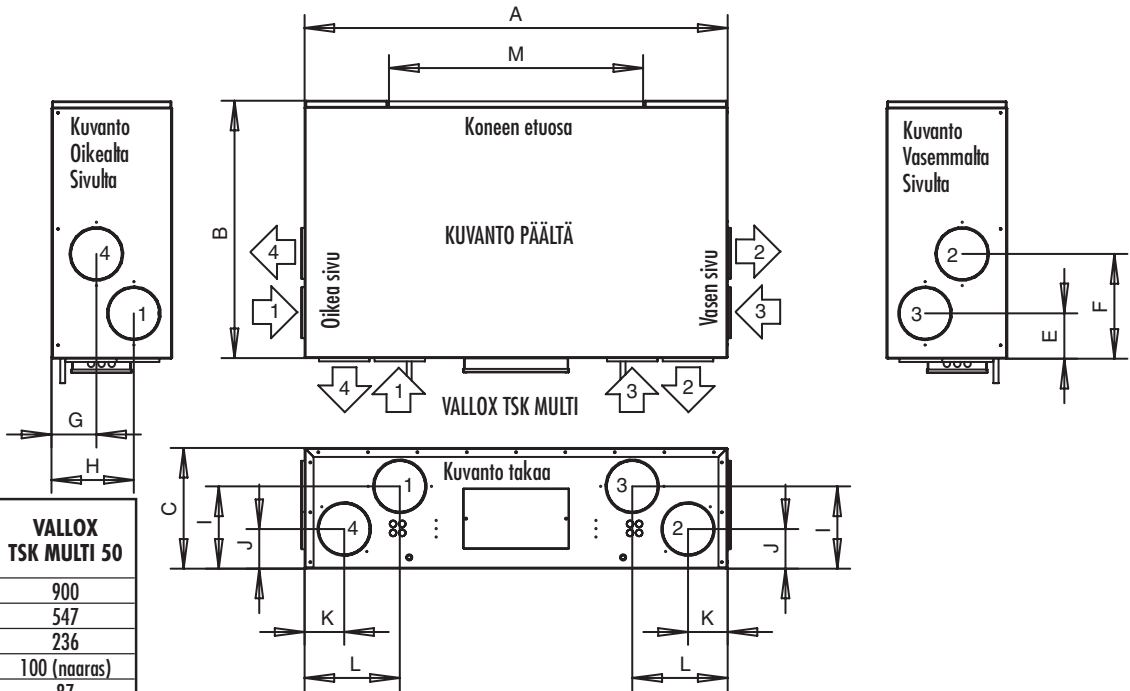 A
M
Kuvanto
Oikealta
Sivulta
Koneen etuosa
Kuvanto
Vasemmalta
Sivulta
B
KUVANTO PÄÄLTÄ
4
4
2
2
Oikea sivu
Vasen sivu
F
1
1
3
3
E
4
1
3
2
G
VALLOX TSK MULTI
H
C
I
J
Kuvanto takaa
1
3
4
2
I
J
K
K
L
L
VALLOX
TSK MULTI 50
900
547
236
100 (naaras)
87